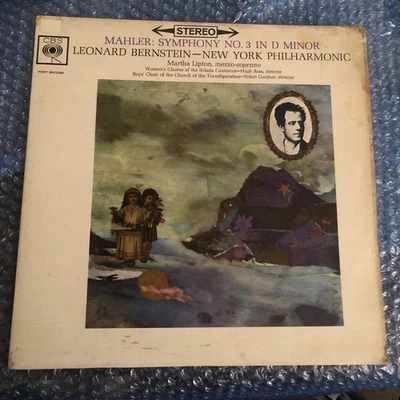 STEREO
CBS
FIRST RECORD
MAHLER: SYMPHONY NO. 3 IN D MINOR
LEONARD BERNSTEIN—NEW YORK PHILHARMONIC
Martha Lipton, mezzo-soprano
Women's Chorus of the Schola Cantorum—Hugh Ross, director
Boys' Choir of the Church of the Transfiguration—Stuart Gardner, director